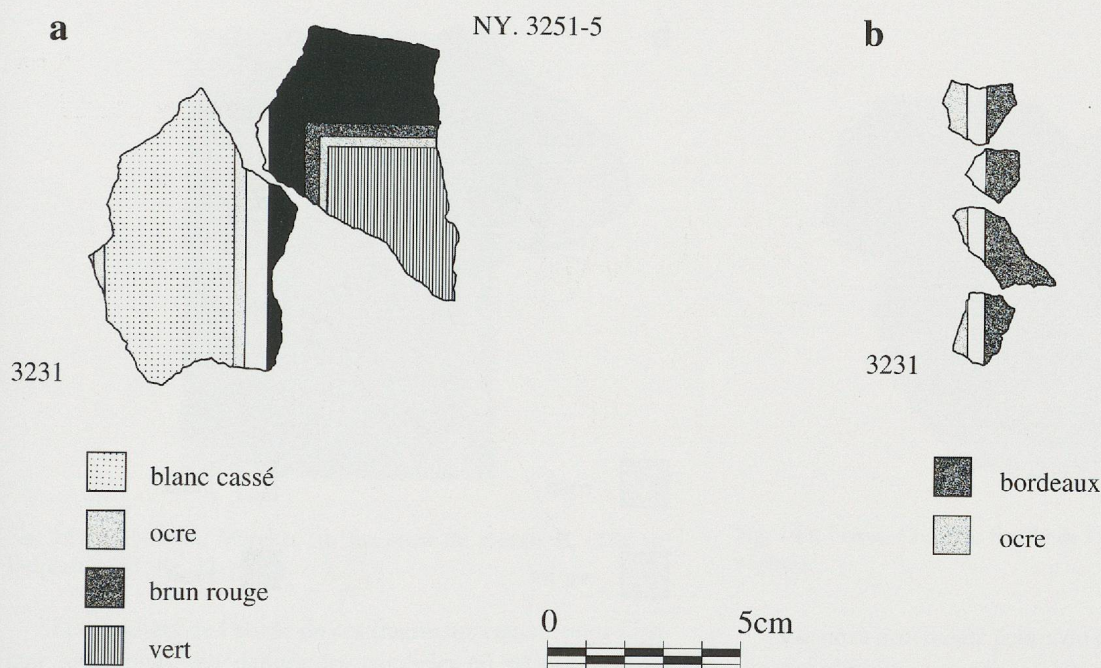 a
NY. 3251-5
3231
blanc cassé
ocre
brun rouge
vert
b
3231
bordeaux
ocre
0 5cm